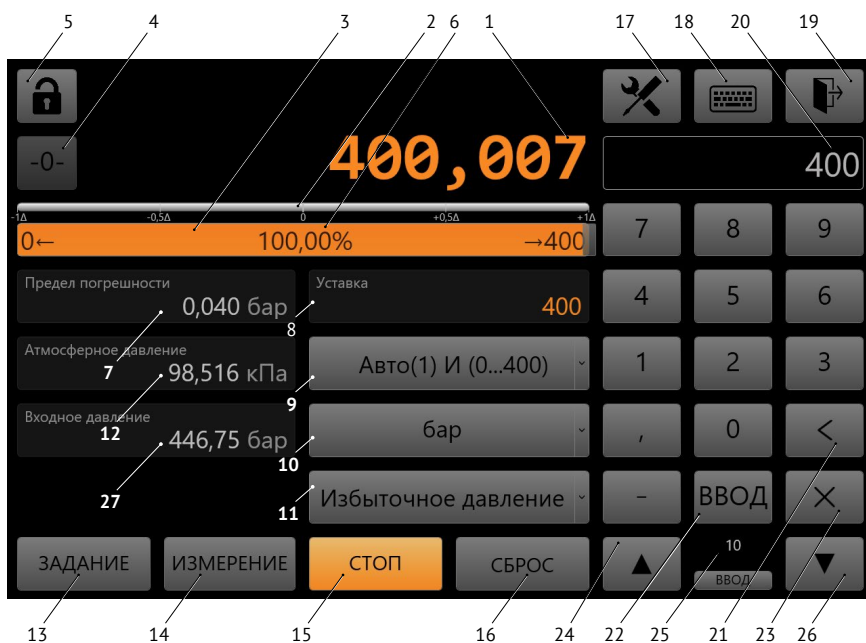 5 4 3 2 6 1 17 18 20 19
-0-
400,007
400
-1Δ -0,5Δ 0 +0,5Δ +1Δ
0← 100,00% →400
7 8 9
Предел погрешности
0,040 бар
7
Уставка
400
8
4 5 6
Атмосферное давление
98,516 кПа
12
Авто(1) И (0...400)
9
1 2 3
Входное давление
446,75 бар
27
бар
10
, 0 <
Избыточное давление
11
– ВВОД ×
ЗАДАНИЕ ИЗМЕРЕНИЕ СТОП СБРОС ▲ 10 ▼
ВВОД
13 14 15 16 24 22 25 21 23 26